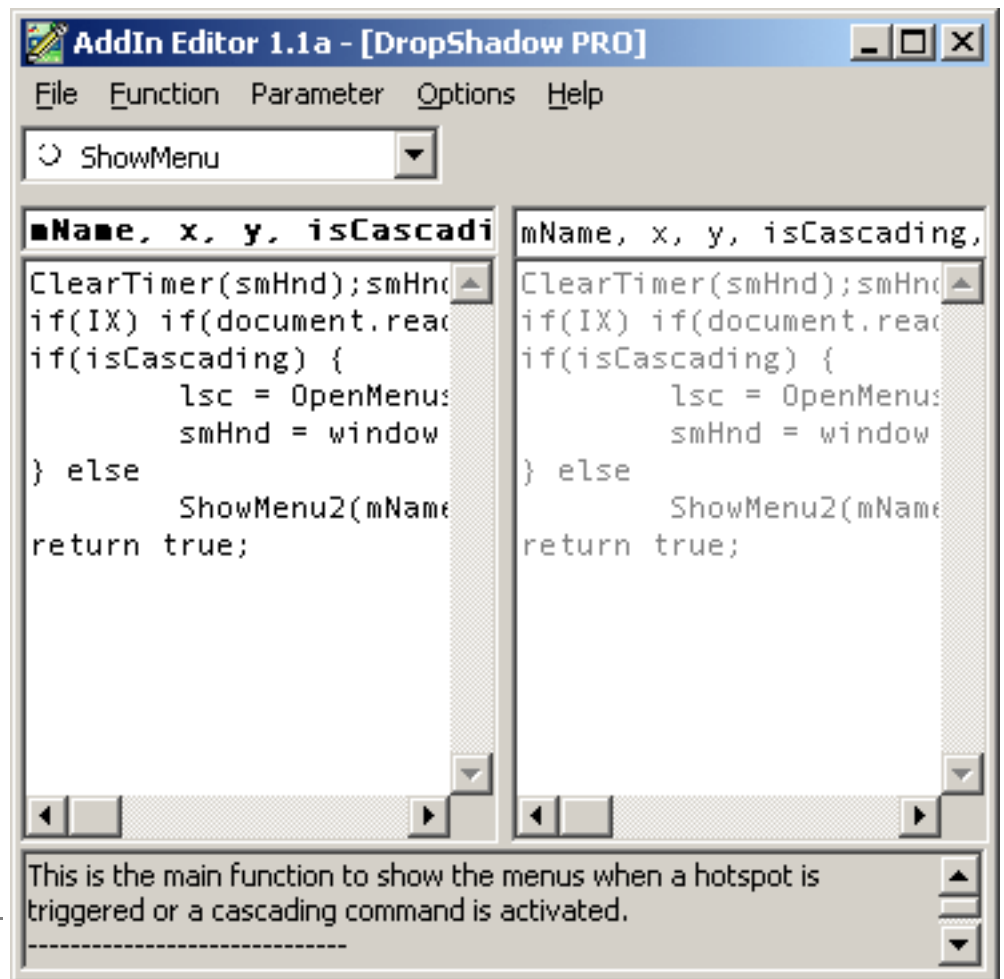 AddIn Editor 1.1a - [DropShadow PRO]
File Function Parameter Options Help
ShowMenu
mName, x, y, isCascadi
ClearTimer(smHnd);smHnd
if(IX) if(document.read
if(isCascading) {
lsc = OpenMenus
smHnd = window
} else
ShowMenu2(mName
return true;
mName, x, y, isCascading,
ClearTimer(smHnd);smHnd
if(IX) if(document.read
if(isCascading) {
lsc = OpenMenus
smHnd = window
} else
ShowMenu2(mName
return true;
This is the main function to show the menus when a hotspot is
triggered or a cascading command is activated.
------------------------------